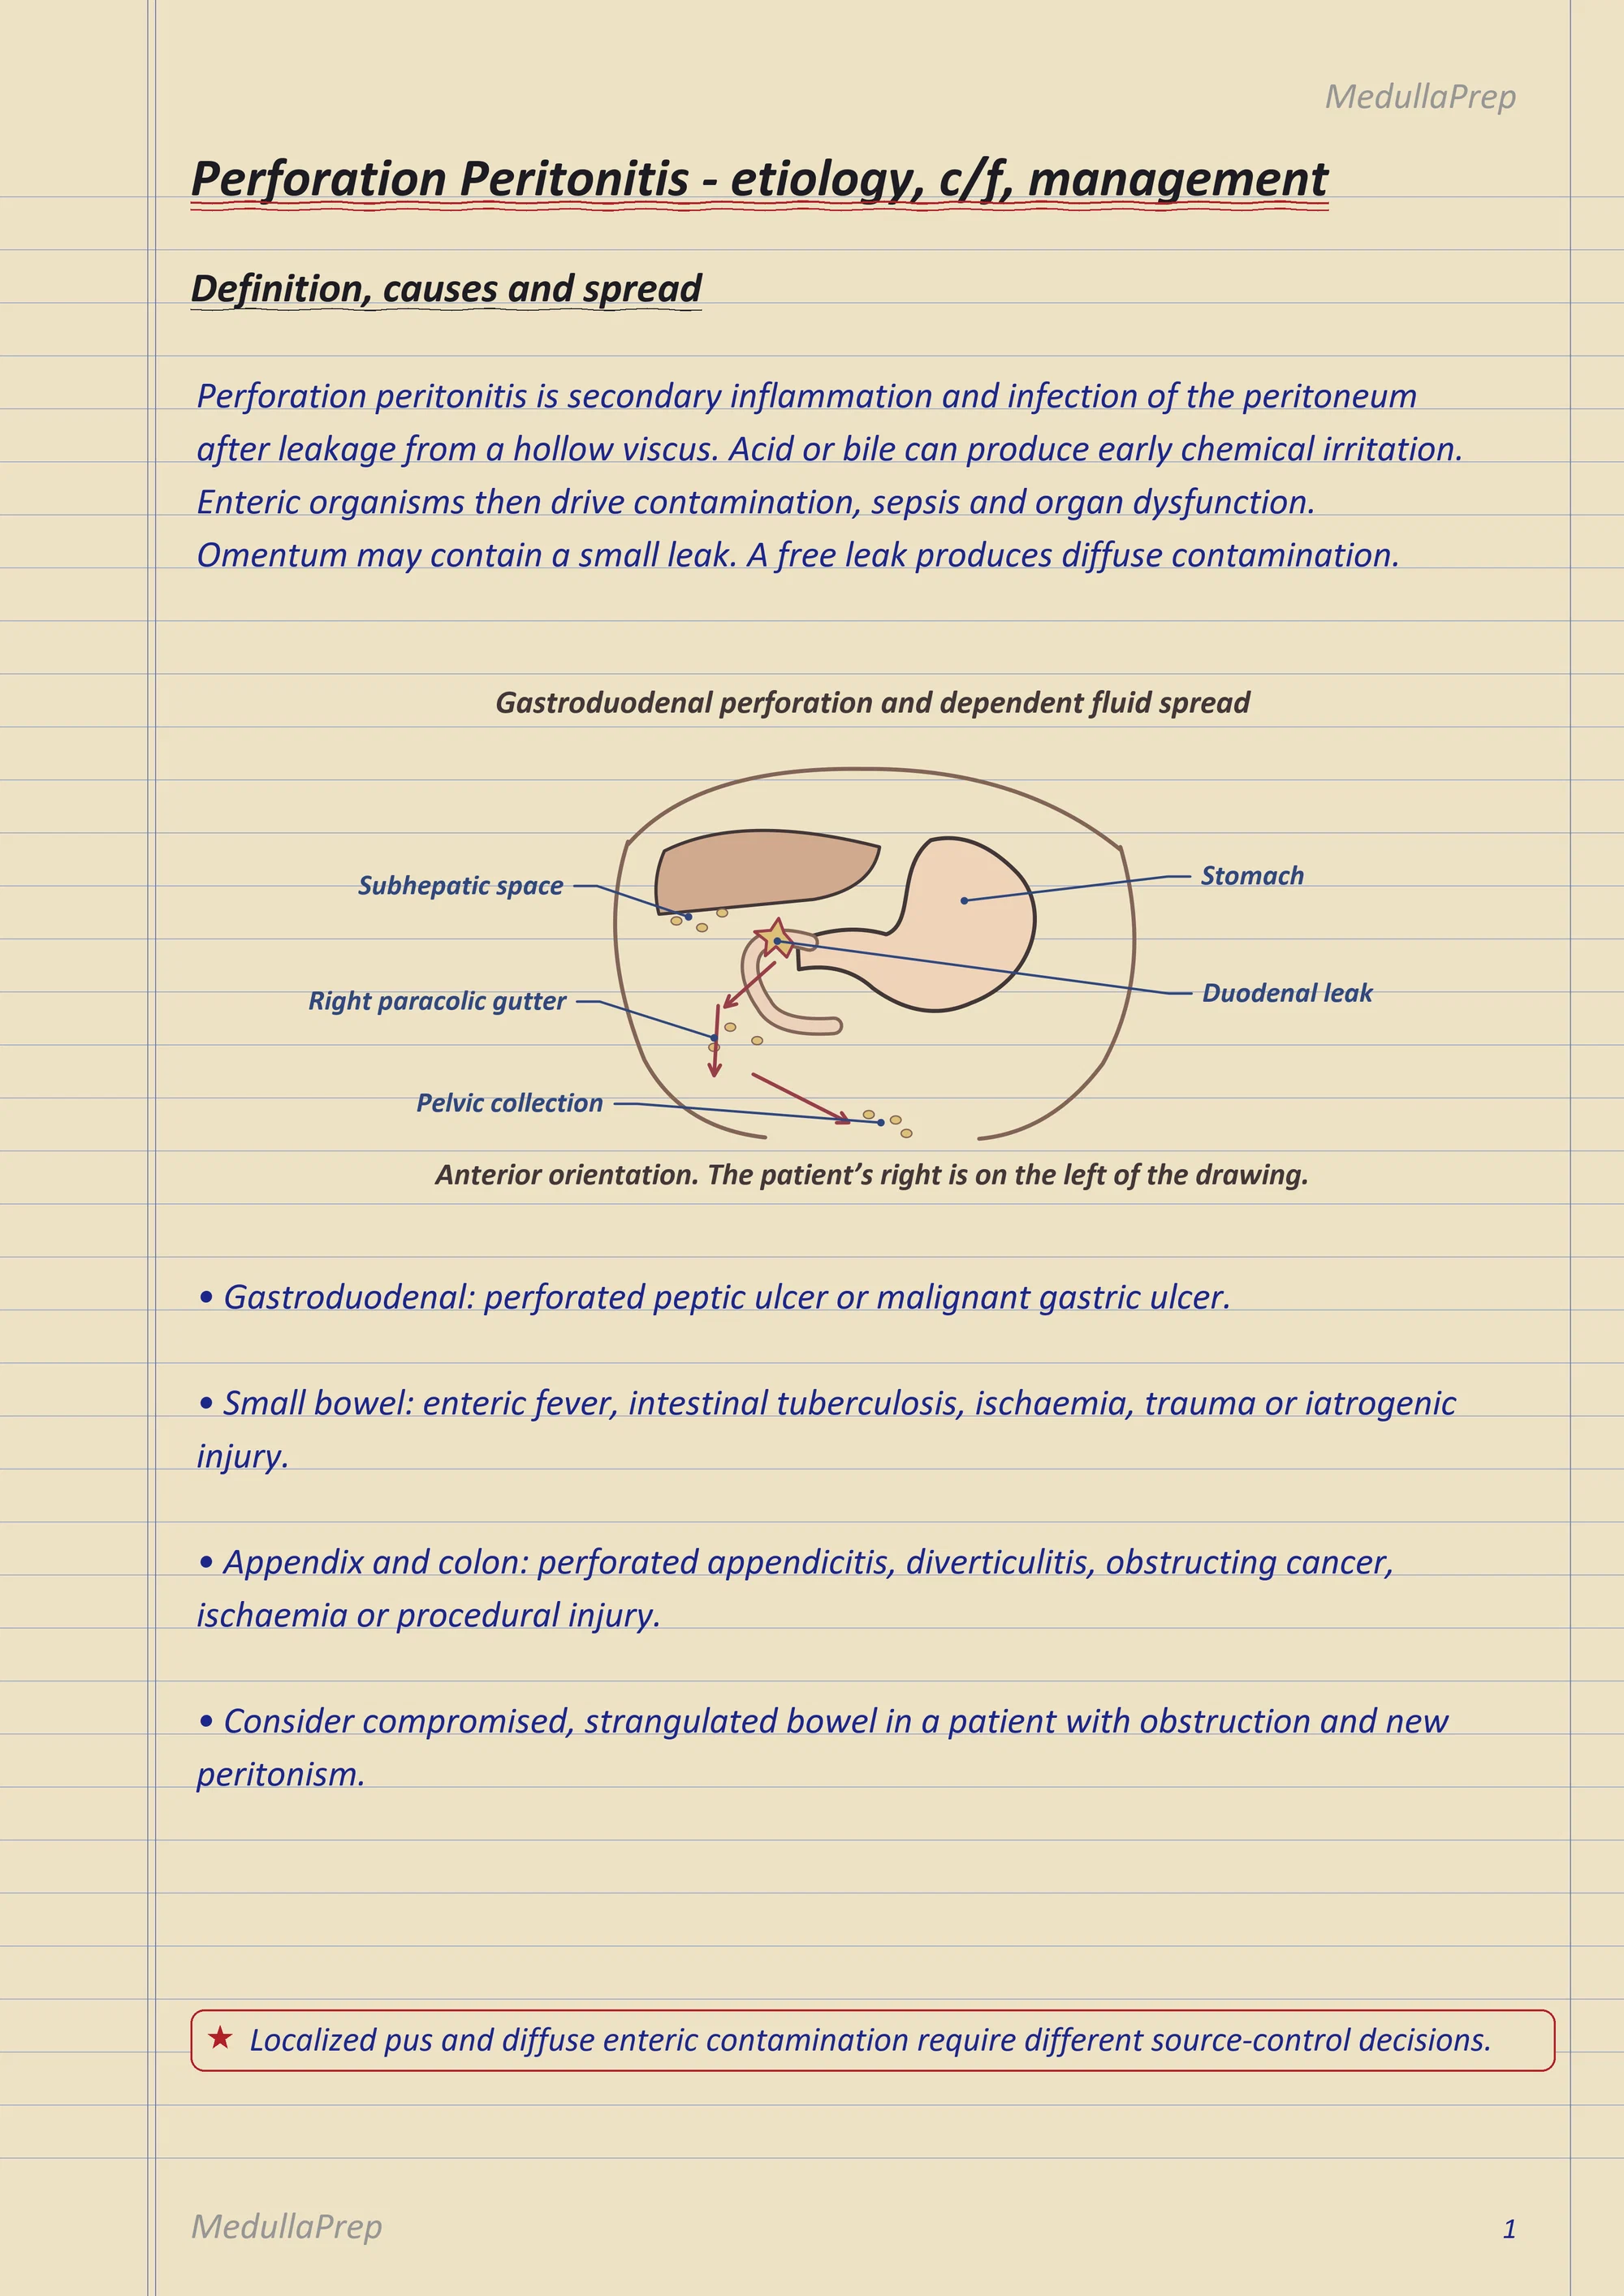 MedullaPrep
Perforation Peritonitis - etiology, c/f, management
Definition, causes and spread
Perforation peritonitis is secondary inflammation and infection of the peritoneum
after leakage from a hollow viscus. Acid or bile can produce early chemical irritation.
Enteric organisms then drive contamination, sepsis and organ dysfunction.
Omentum may contain a small leak. A free leak produces diffuse contamination.
Gastroduodenal perforation and dependent fluid spread
Subhepatic space
Stomach
Right paracolic gutter
Duodenal leak
Pelvic collection
Anterior orientation. The patient’s right is on the left of the drawing.
• Gastroduodenal: perforated peptic ulcer or malignant gastric ulcer.
• Small bowel: enteric fever, intestinal tuberculosis, ischaemia, trauma or iatrogenic
injury.
• Appendix and colon: perforated appendicitis, diverticulitis, obstructing cancer,
ischaemia or procedural injury.
• Consider compromised, strangulated bowel in a patient with obstruction and new
peritonism.
★ Localized pus and diffuse enteric contamination require different source-control decisions.
MedullaPrep
1